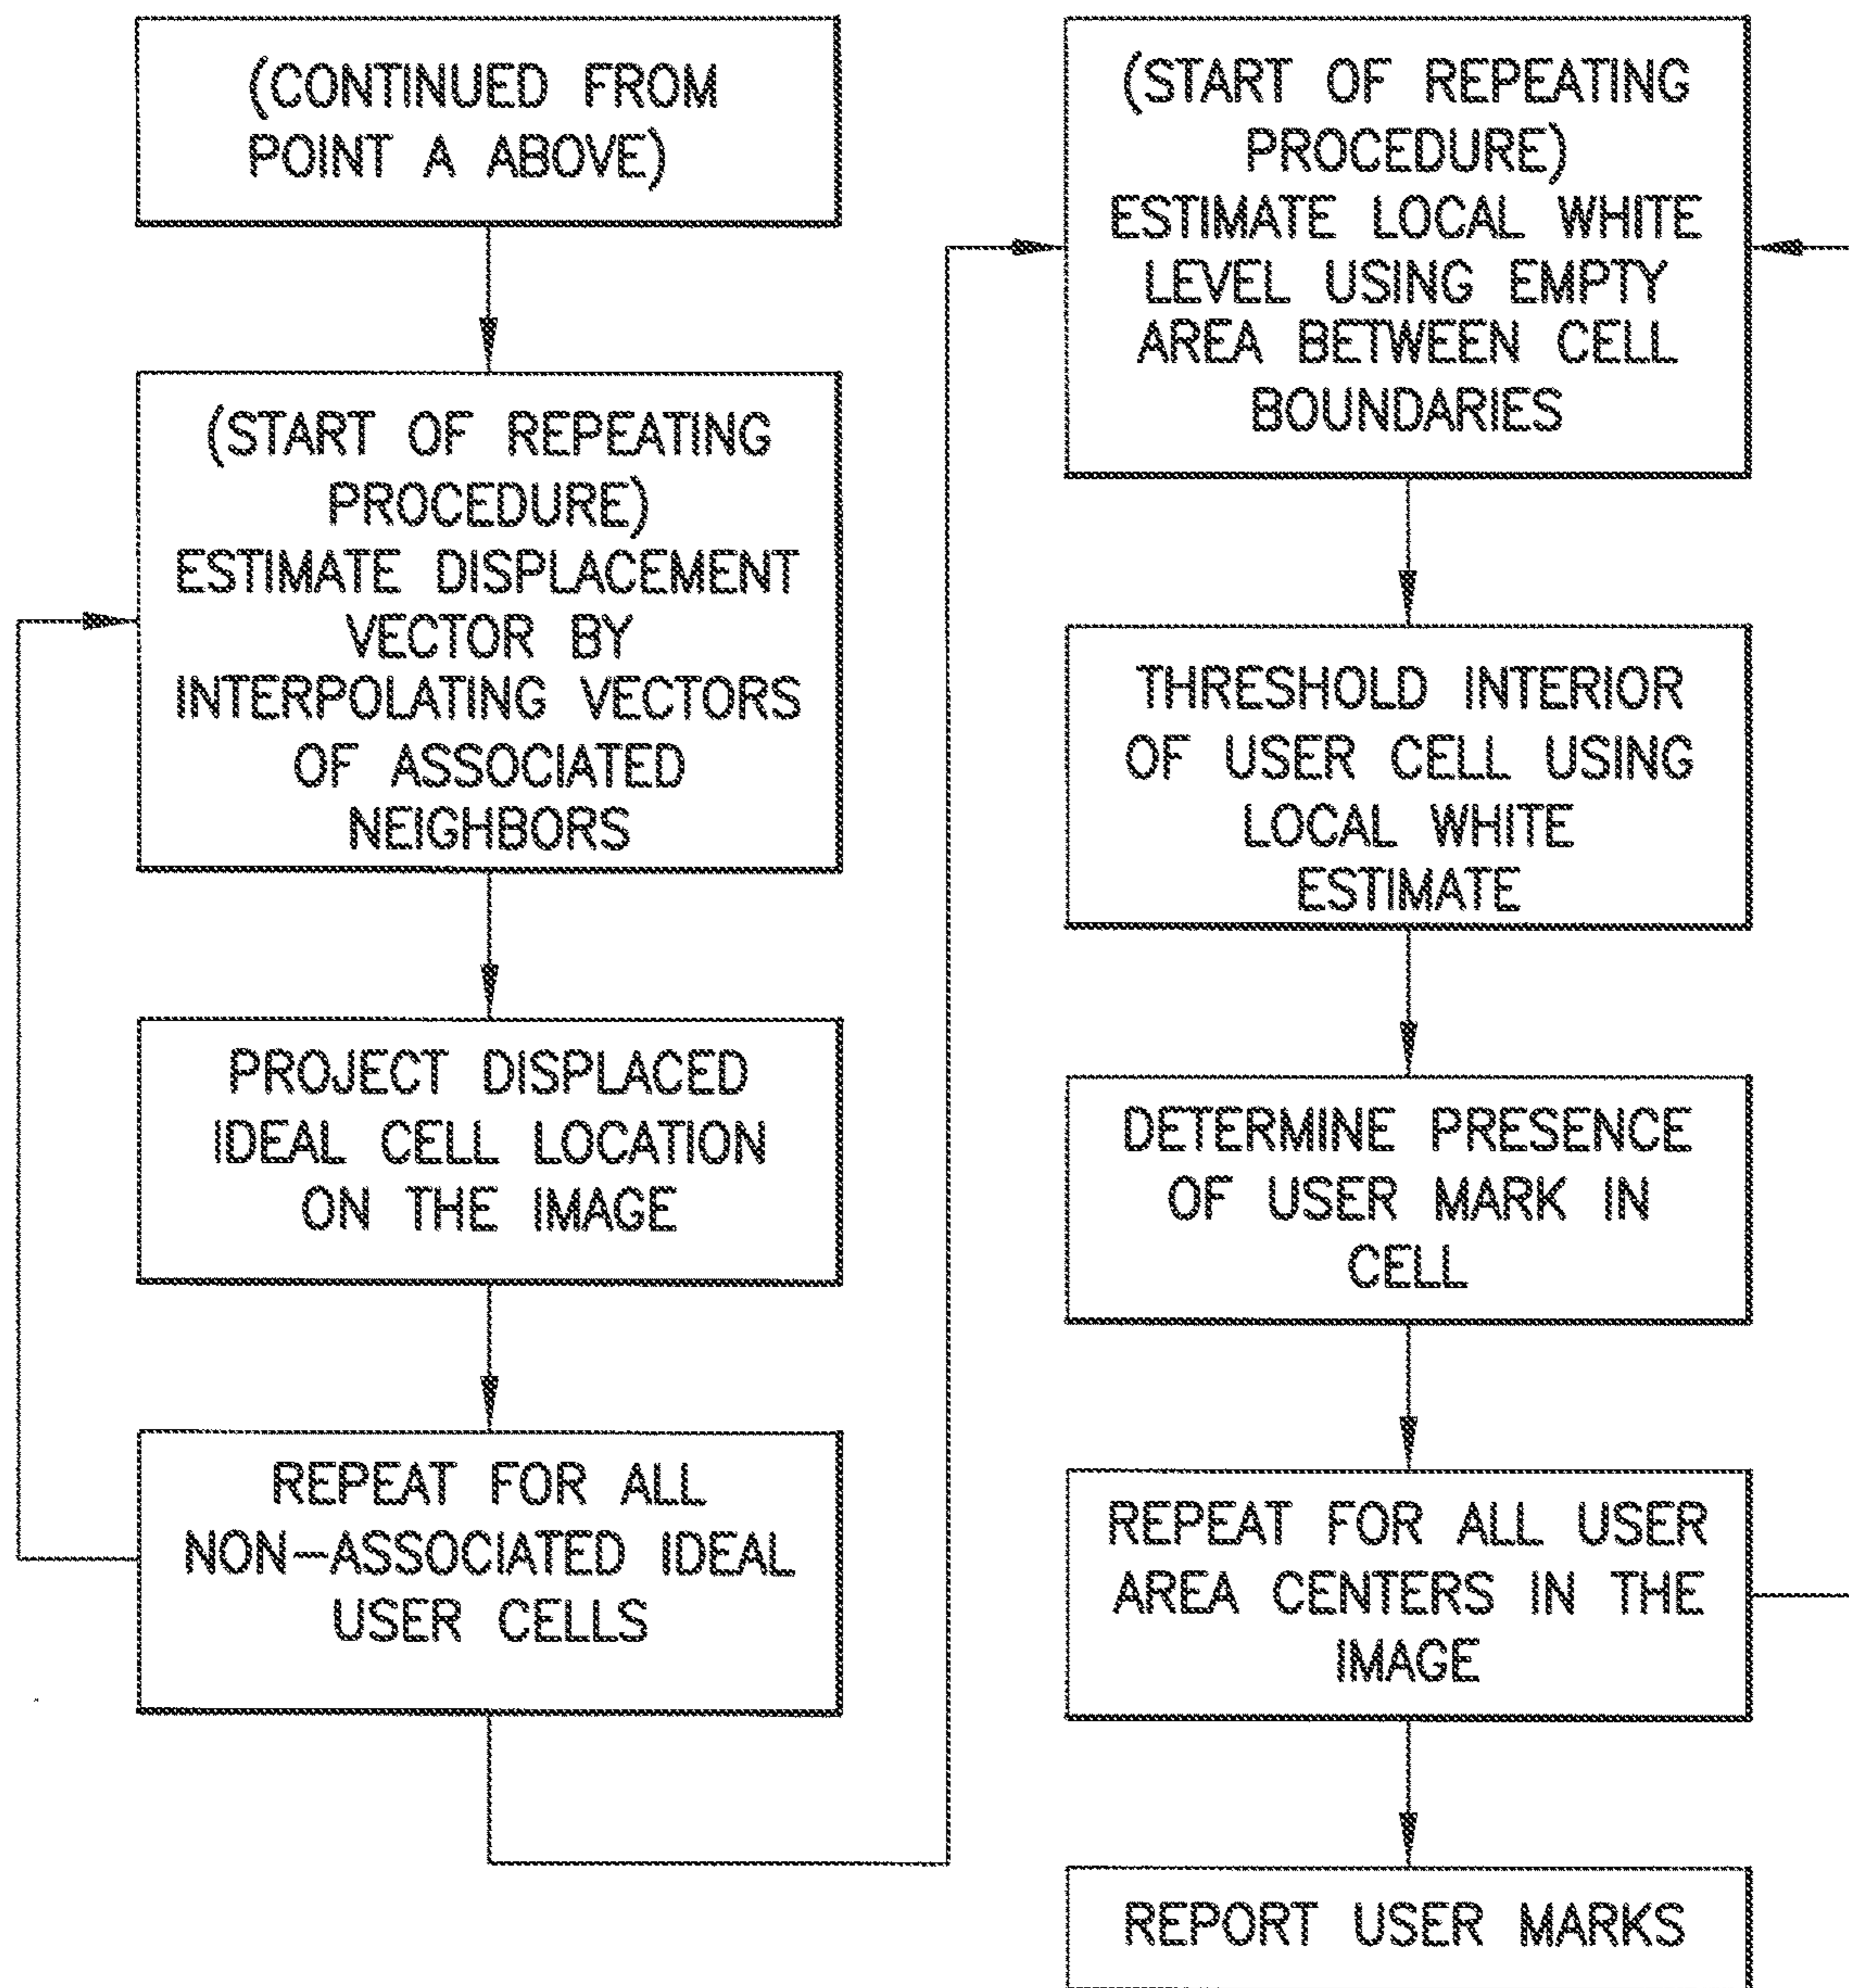 (CONTINUED FROM
POINT A ABOVE)
(START OF REPEATING
PROCEDURE)
ESTIMATE DISPLACEMENT
VECTOR BY
INTERPOLATING VECTORS
OF ASSOCIATED
NEIGHBORS
PROJECT DISPLACED
IDEAL CELL LOCATION
ON THE IMAGE
REPEAT FOR ALL
NON-ASSOCIATED IDEAL
USER CELLS
(START OF REPEATING
PROCEDURE)
ESTIMATE LOCAL WHITE
LEVEL USING EMPTY
AREA BETWEEN CELL
BOUNDARIES
THRESHOLD INTERIOR
OF USER CELL USING
LOCAL WHITE
ESTIMATE
DETERMINE PRESENCE
OF USER MARK IN
CELL
REPEAT FOR ALL USER
AREA CENTERS IN THE
IMAGE
REPORT USER MARKS